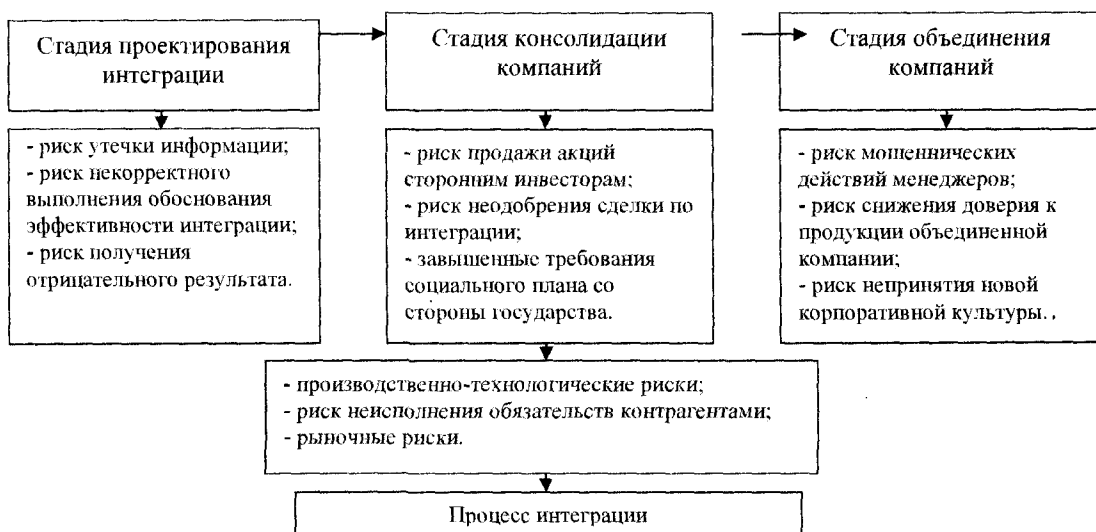 Стадия проектирования
интеграции
Стадия консолидации
компаний
Стадия объединения
компаний
- риск утечки информации;
- риск некорректного
выполнения обоснования
эффективности интеграции;
- риск получения
отрицательного результата.
- риск продажи акций
сторонним инвесторам;
- риск неодобрения сделки по
интеграции;
- завышенные требования
социального плана со
стороны государства.
- риск мошеннических
действий менеджеров;
- риск снижения доверия к
продукции объединенной
компании;
- риск непринятия новой
корпоративной культуры.,
- производственно-технологические риски;
- риск неисполнения обязательств контрагентами;
- рыночные риски.
Процесс интеграции